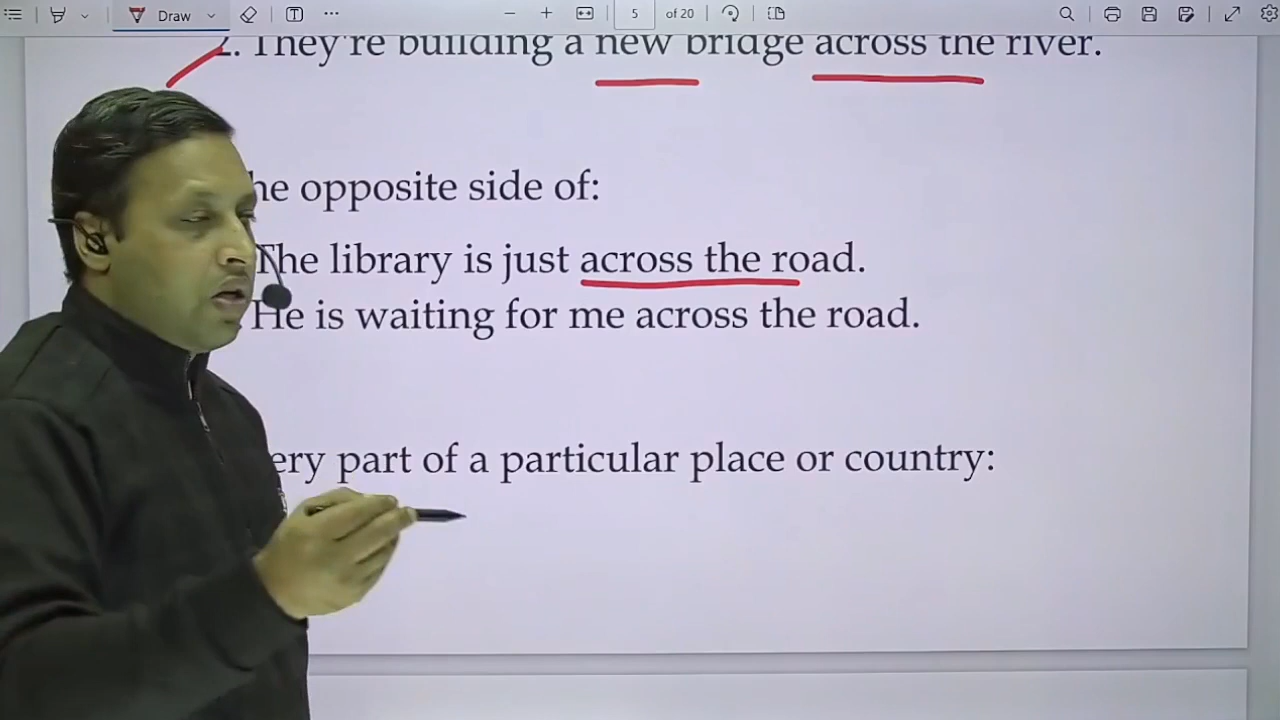 Draw
5 of 20
2. They're building a new bridge across the river.
he opposite side of:
The library is just across the road.
He is waiting for me across the road.
ery part of a particular place or country: